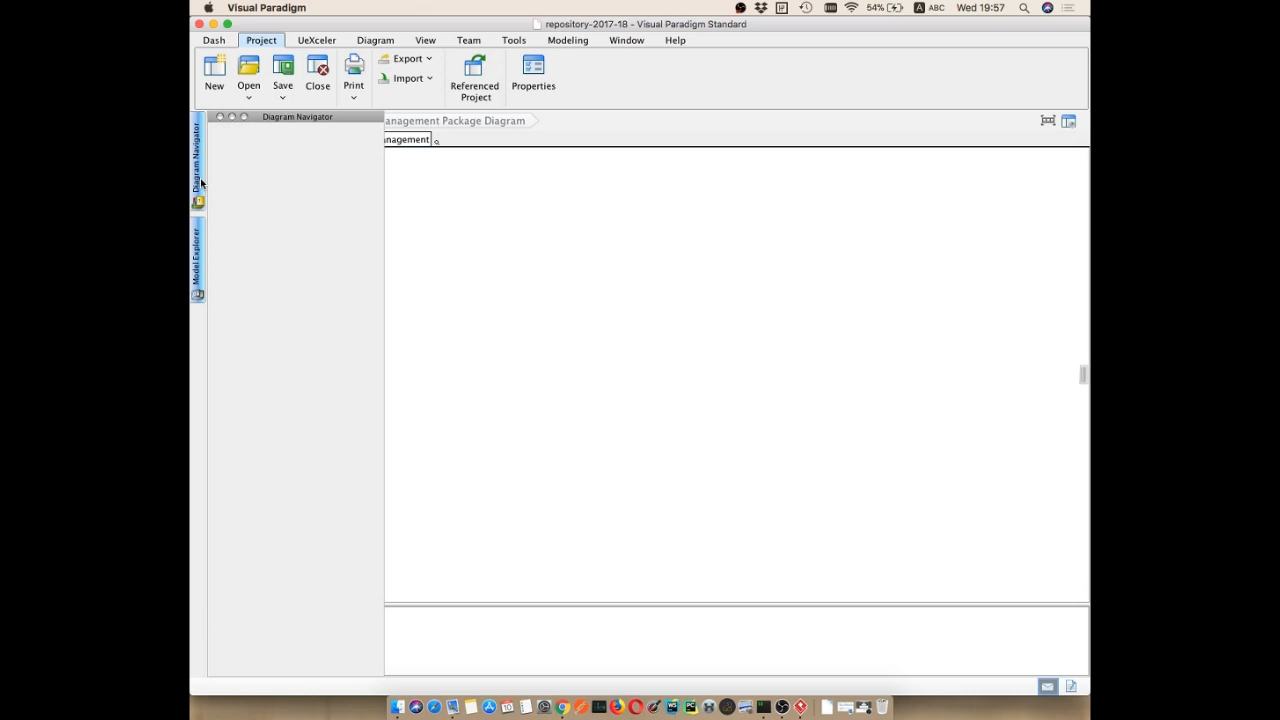 Visual Paradigm
54%
ABC
Wed 19:57
repository-2017-18 - Visual Paradigm Standard
Dash
Project
UeXceler
Diagram
View
Team
Tools
Modeling
Window
Help
New
Open
Save
Close
Print
Export
Import
Referenced
Project
Properties
Diagram Navigator
Diagram Navigator
anagement Package Diagram
nagement
Model Explorer